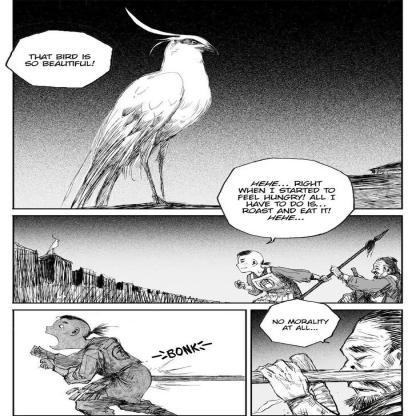 THAT BIRD IS
SO BEAUTIFUL!
HEHE... RIGHT
WHEN I STARTED TO
FEEL HUNGRY! ALL I
HAVE TO DO IS...
ROAST AND EAT IT!
HEHE...
BONK
NO MORALITY
AT ALL...